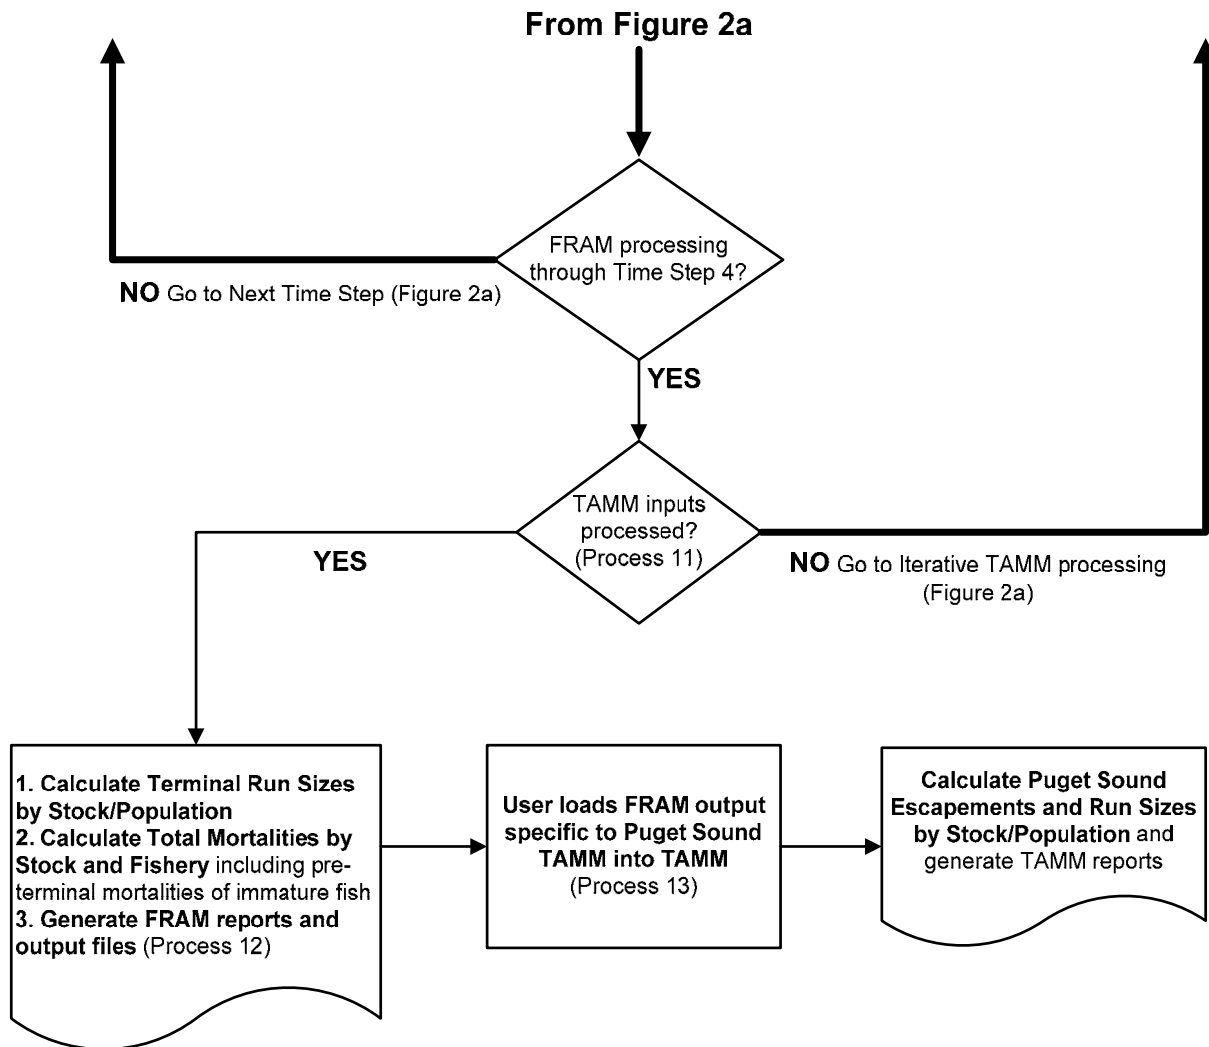 From Figure 2a
FRAM processing
through Time Step 4?
NO Go to Next Time Step (Figure 2a)
YES
TAMM inputs
processed?
(Process 11)
YES
NO Go to Iterative TAMM processing
(Figure 2a)
1. Calculate Terminal Run Sizes
by Stock/Population
2. Calculate Total Mortalities by
Stock and Fishery including pre-
terminal mortalities of immature fish
3. Generate FRAM reports and
output files (Process 12)
User loads FRAM output
specific to Puget Sound
TAMM into TAMM
(Process 13)
Calculate Puget Sound
Escapements and Run Sizes
by Stock/Population and
generate TAMM reports